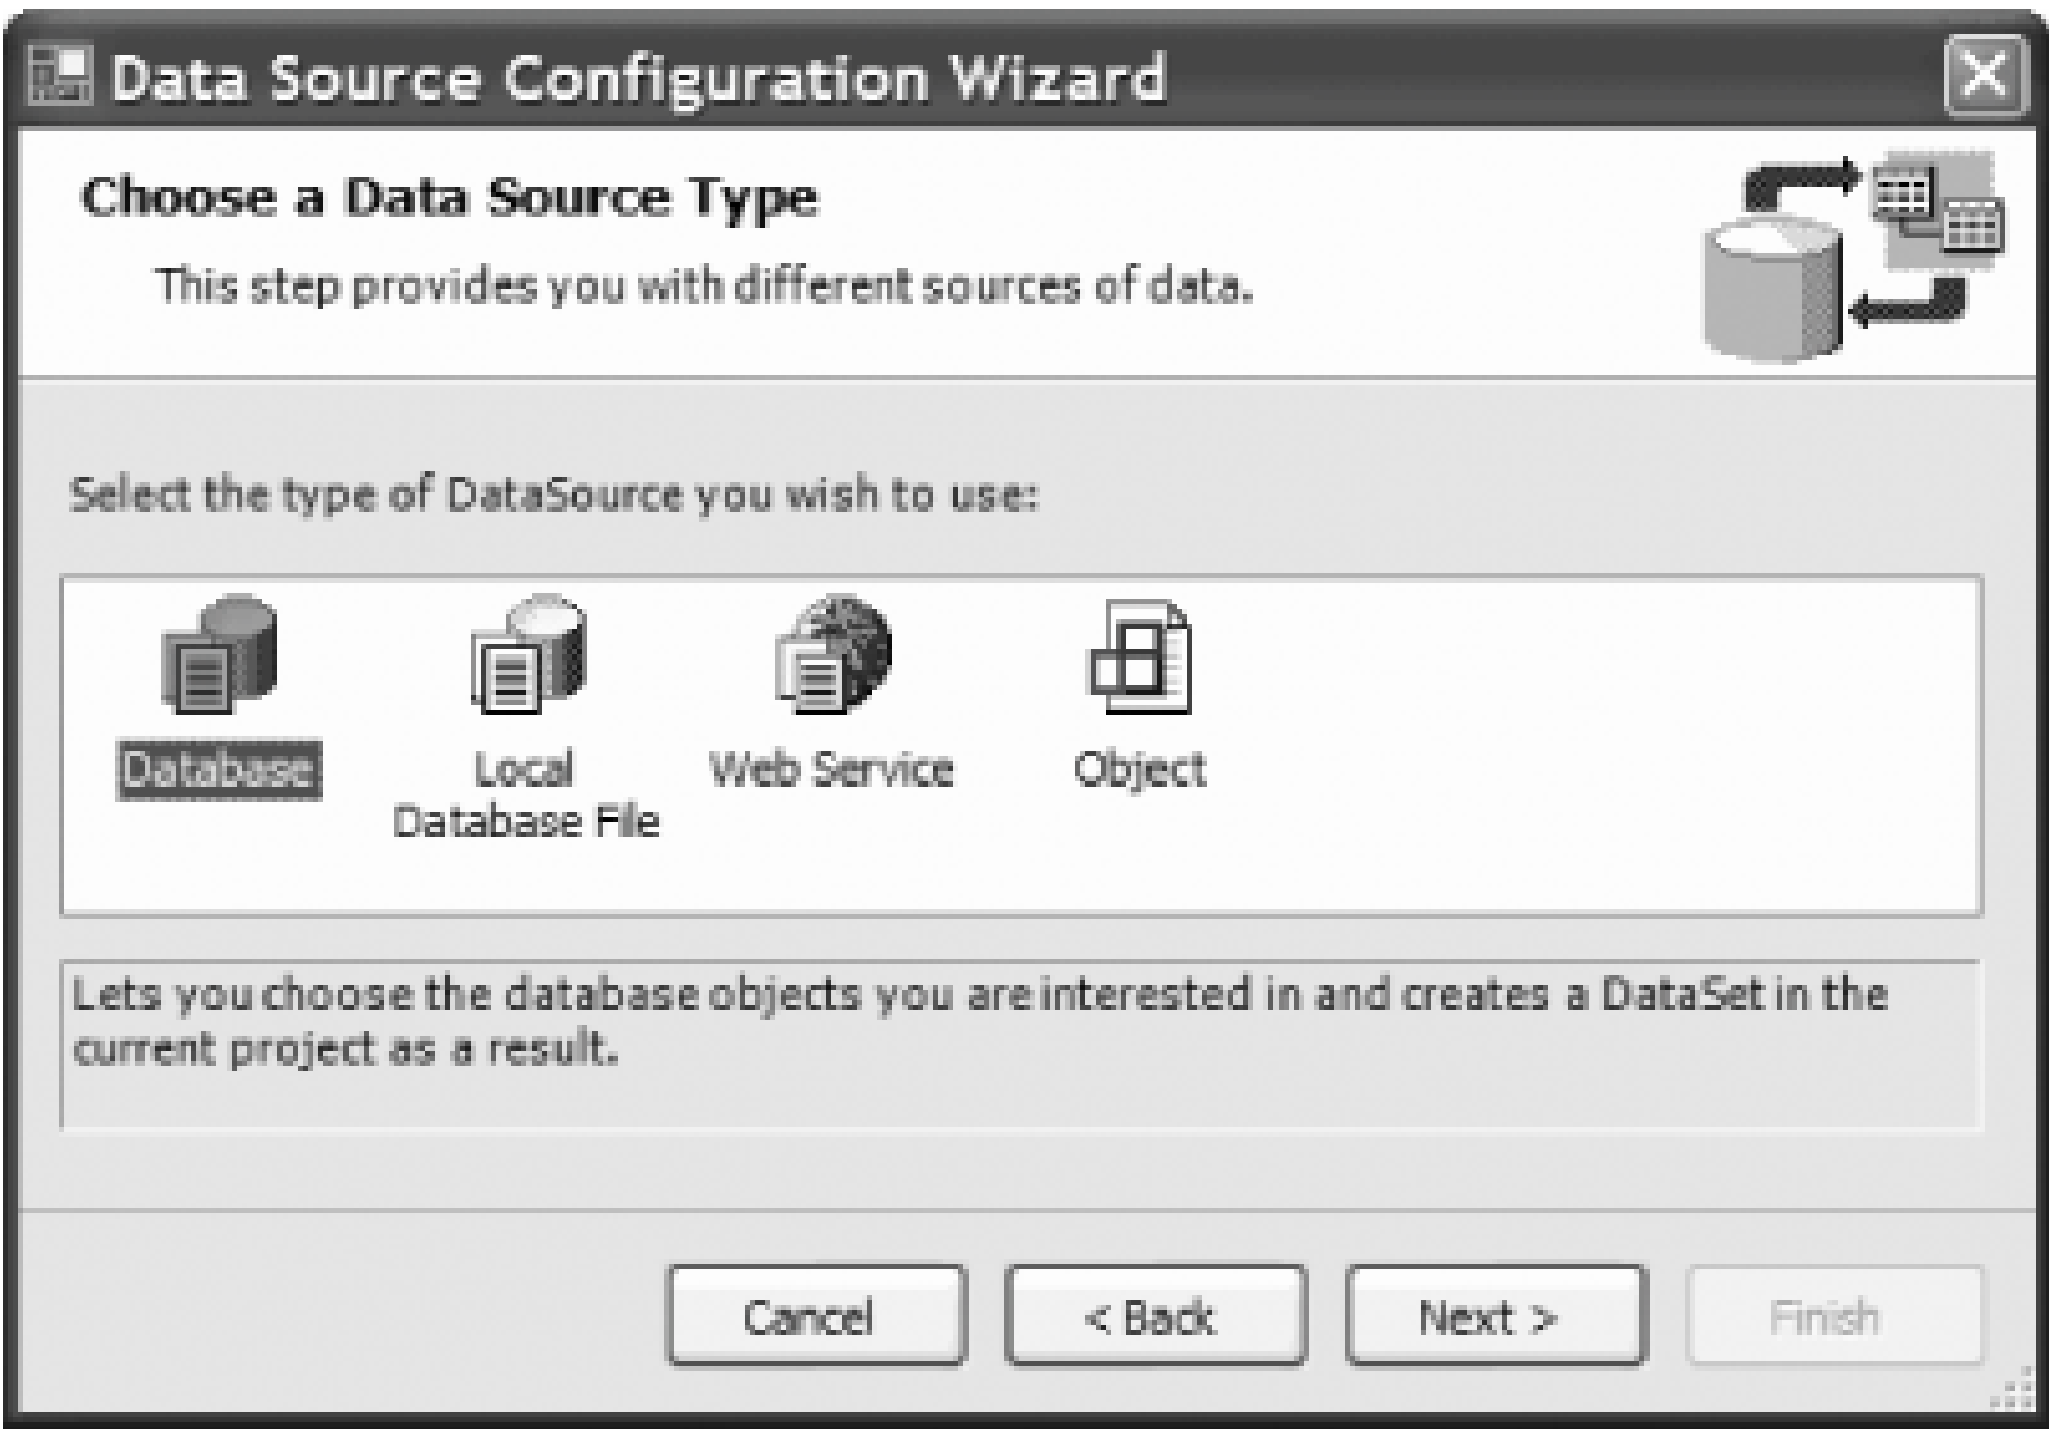 Data Source Configuration Wizard
Choose a Data Source Type
This step provides you with different sources of data.
Select the type of DataSource you wish to use:
Database
Local
Database File
Web Service
Object
Lets you choose the database objects you are interested in and creates a DataSet in the
current project as a result.
Cancel
< Back
Next >
Finish